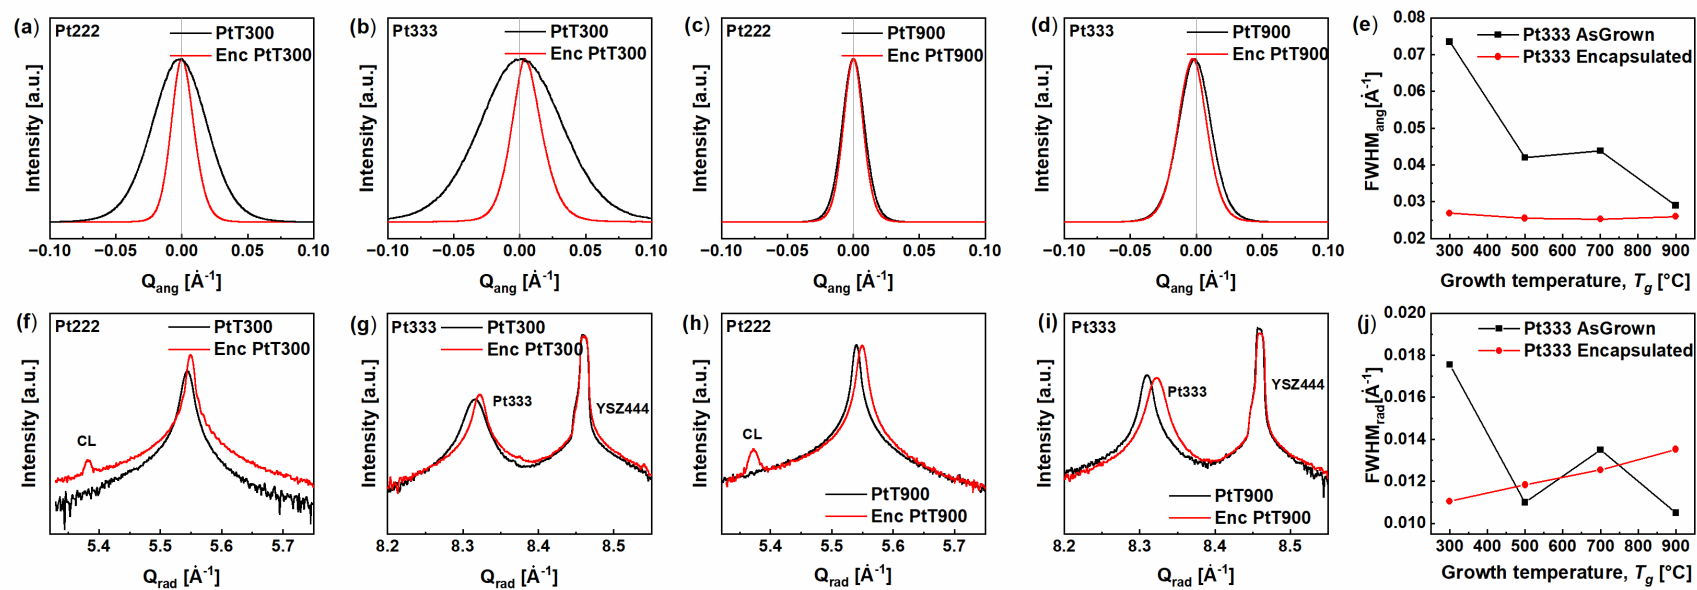 (a)
Pt222
PtT300
Enc PtT300
Intensity [a.u.]
−0.10 −0.05 0.00 0.05 0.10
Qang [Ȧ-1]
(b)
Pt333
PtT300
Enc PtT300
Intensity [a.u.]
−0.10 −0.05 0.00 0.05 0.10
Qang [Ȧ-1]
(c)
Pt222
PtT900
Enc PtT900
Intensity [a.u.]
−0.10 −0.05 0.00 0.05 0.10
Qang [Ȧ-1]
(d)
Pt333
PtT900
Enc PtT900
Intensity [a.u.]
−0.10 −0.05 0.00 0.05 0.10
Qang [Ȧ-1]
(e)
Pt333 AsGrown
Pt333 Encapsulated
FWHMang[Ȧ-1]
0.08
0.07
0.06
0.05
0.04
0.03
0.02
300 400 500 600 700 800 900
Growth temperature, Tg [°C]
(f)
Pt222
PtT300
Enc PtT300
CL
Intensity [a.u.]
5.4 5.5 5.6 5.7
Qrad [Ȧ-1]
(g)
Pt333
PtT300
Enc PtT300
Pt333
YSZ444
Intensity [a.u.]
8.2 8.3 8.4 8.5
Qrad [Ȧ-1]
(h)
Pt222
CL
PtT900
Enc PtT900
Intensity [a.u.]
5.4 5.5 5.6 5.7
Qrad [Ȧ-1]
(i)
Pt333
Pt333
YSZ444
PtT900
Enc PtT900
Intensity [a.u.]
8.2 8.3 8.4 8.5
Qrad [Ȧ-1]
(j)
Pt333 AsGrown
Pt333 Encapsulated
FWHMrad[Ȧ-1]
0.020
0.018
0.016
0.014
0.012
0.010
300 400 500 600 700 800 900
Growth temperature, Tg [°C]